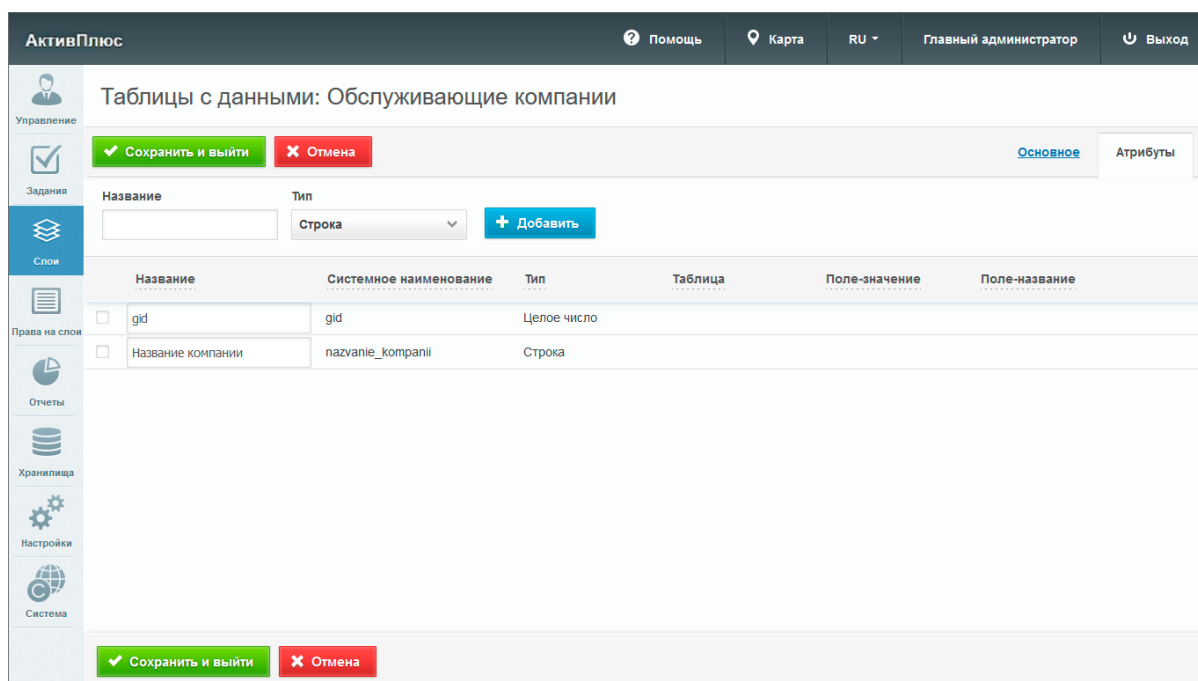 АктивПлюс
Помощь
Карта
RU
Главный администратор
Выход
Управление
Задания
Слои
Права на слои
Отчеты
Хранилища
Настройки
Система
Таблицы с данными: Обслуживающие компании
Сохранить и выйти
Отмена
Основное
Атрибуты
Название
Тип
Строка
Добавить
Название
Системное наименование
Тип
Таблица
Поле-значение
Поле-название
gid
gid
Целое число
Название компании
nazvanie_kompanii
Строка
Сохранить и выйти
Отмена